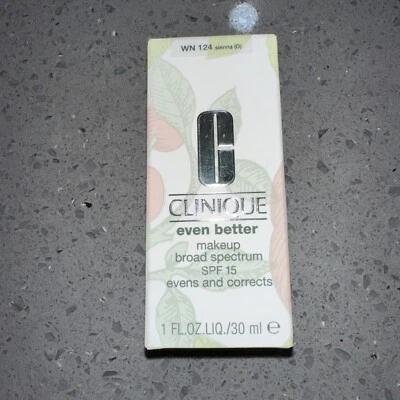 WN 124 sienna (D)
CLINIQUE
even better
makeup
broad spectrum
SPF 15
evens and corrects
1 FL.OZ.LIQ./30 ml e